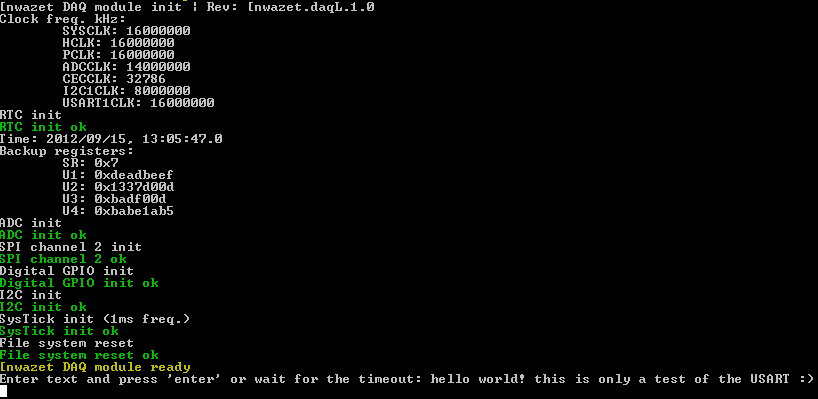 [nwazet DAQ module init | Rev: [nwazet.daqL.1.0
Clock freq. kHz:
SYSCLK: 16000000
HCLK: 16000000
PCLK: 16000000
ADCCLK: 14000000
CECCLK: 32786
I2C1CLK: 8000000
USART1CLK: 16000000
RTC init
RTC init ok
Time: 2012/09/15, 13:05:47.0
Backup registers:
SR: 0x7
U1: 0xdeadbeef
U2: 0x1337d00d
U3: 0xbadf00d
U4: 0xbabe1ab5
ADC init
ADC init ok
SPI channel 2 init
SPI channel 2 ok
Digital GPIO init
Digital GPIO init ok
I2C init
I2C init ok
SysTick init (1ms freq.)
SysTick init ok
File system reset
File system reset ok
[nwazet DAQ module ready
Enter text and press 'enter' or wait for the timeout: hello world! this is only a test of the USART :)